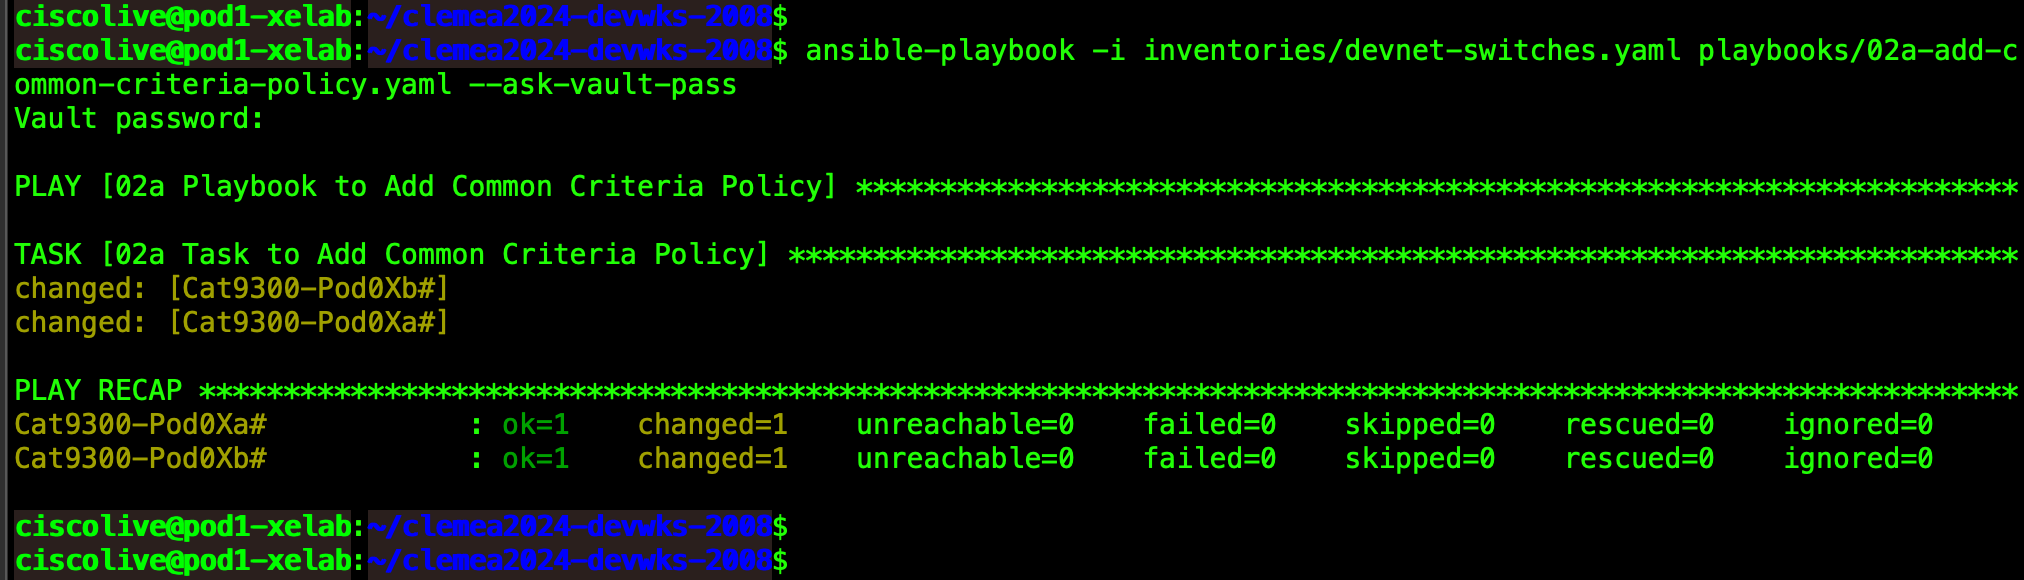 ciscolive@pod1-xelab:~/clemea2024-devwks-2008$
ciscolive@pod1-xelab:~/clemea2024-devwks-2008$ ansible-playbook -i inventories/devnet-switches.yaml playbooks/02a-add-c
ommon-criteria-policy.yaml --ask-vault-pass
Vault password:
PLAY [02a Playbook to Add Common Criteria Policy] *********************************************************************
TASK [02a Task to Add Common Criteria Policy] *************************************************************************
changed: [Cat9300-Pod0Xb#]
changed: [Cat9300-Pod0Xa#]
PLAY RECAP ************************************************************************************************************
Cat9300-Pod0Xa#            : ok=1    changed=1    unreachable=0    failed=0    skipped=0    rescued=0    ignored=0
Cat9300-Pod0Xb#            : ok=1    changed=1    unreachable=0    failed=0    skipped=0    rescued=0    ignored=0
ciscolive@pod1-xelab:~/clemea2024-devwks-2008$
ciscolive@pod1-xelab:~/clemea2024-devwks-2008$